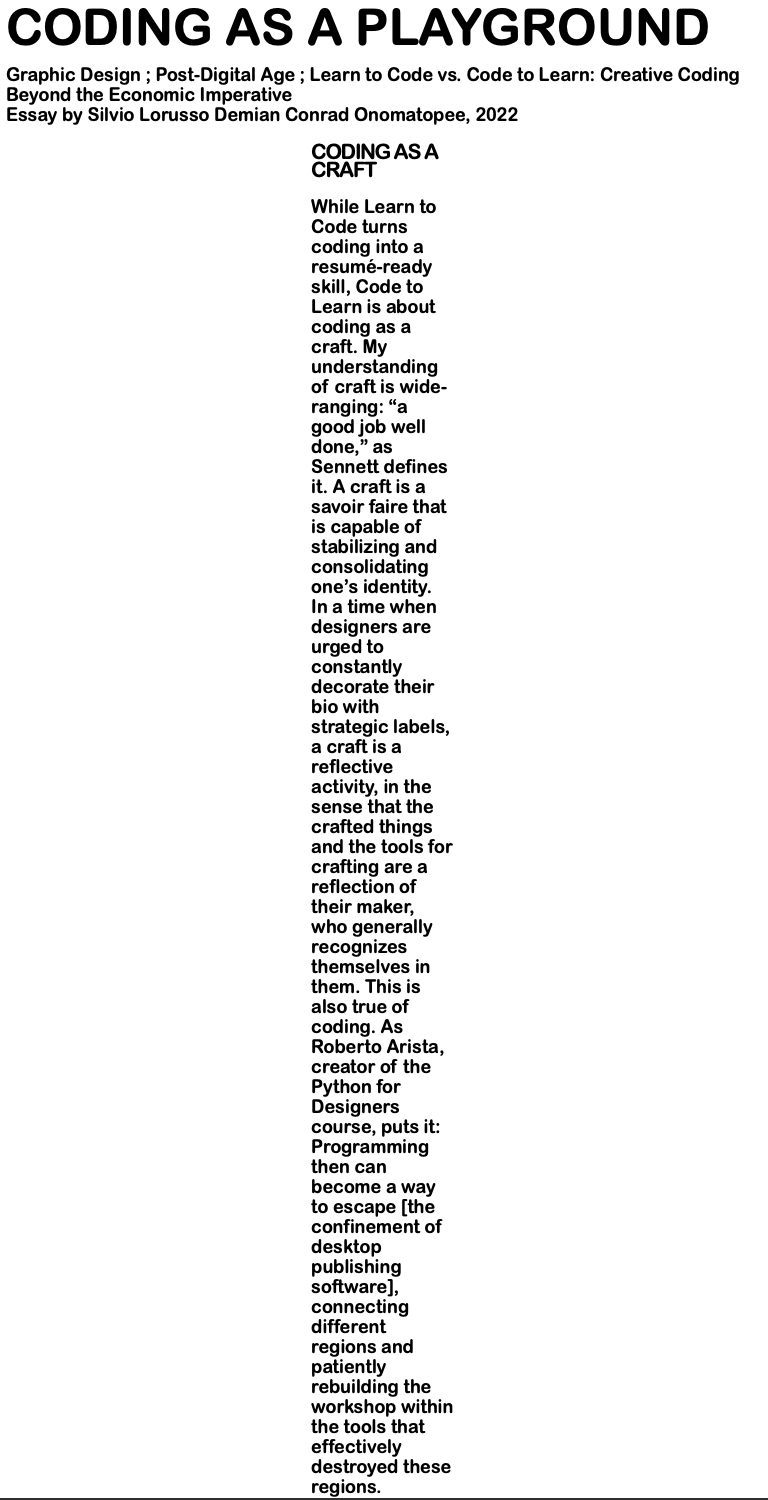 CODING AS A PLAYGROUND
Graphic Design ; Post-Digital Age ; Learn to Code vs. Code to Learn: Creative Coding
Beyond the Economic Imperative
Essay by Silvio Lorusso Demian Conrad Onomatopee, 2022
CODING AS A
CRAFT
While Learn to
Code turns
coding into a
resumé-ready
skill, Code to
Learn is about
coding as a
craft. My
understanding
of craft is wide-
ranging: “a
good job well
done,” as
Sennett defines
it. A craft is a
savoir faire that
is capable of
stabilizing and
consolidating
one’s identity.
In a time when
designers are
urged to
constantly
decorate their
bio with
strategic labels,
a craft is a
reflective
activity, in the
sense that the
crafted things
and the tools for
crafting are a
reflection of
their maker,
who generally
recognizes
themselves in
them. This is
also true of
coding. As
Roberto Arista,
creator of the
Python for
Designers
course, puts it:
Programming
then can
become a way
to escape [the
confinement of
desktop
publishing
software],
connecting
different
regions and
patiently
rebuilding the
workshop within
the tools that
effectively
destroyed these
regions.